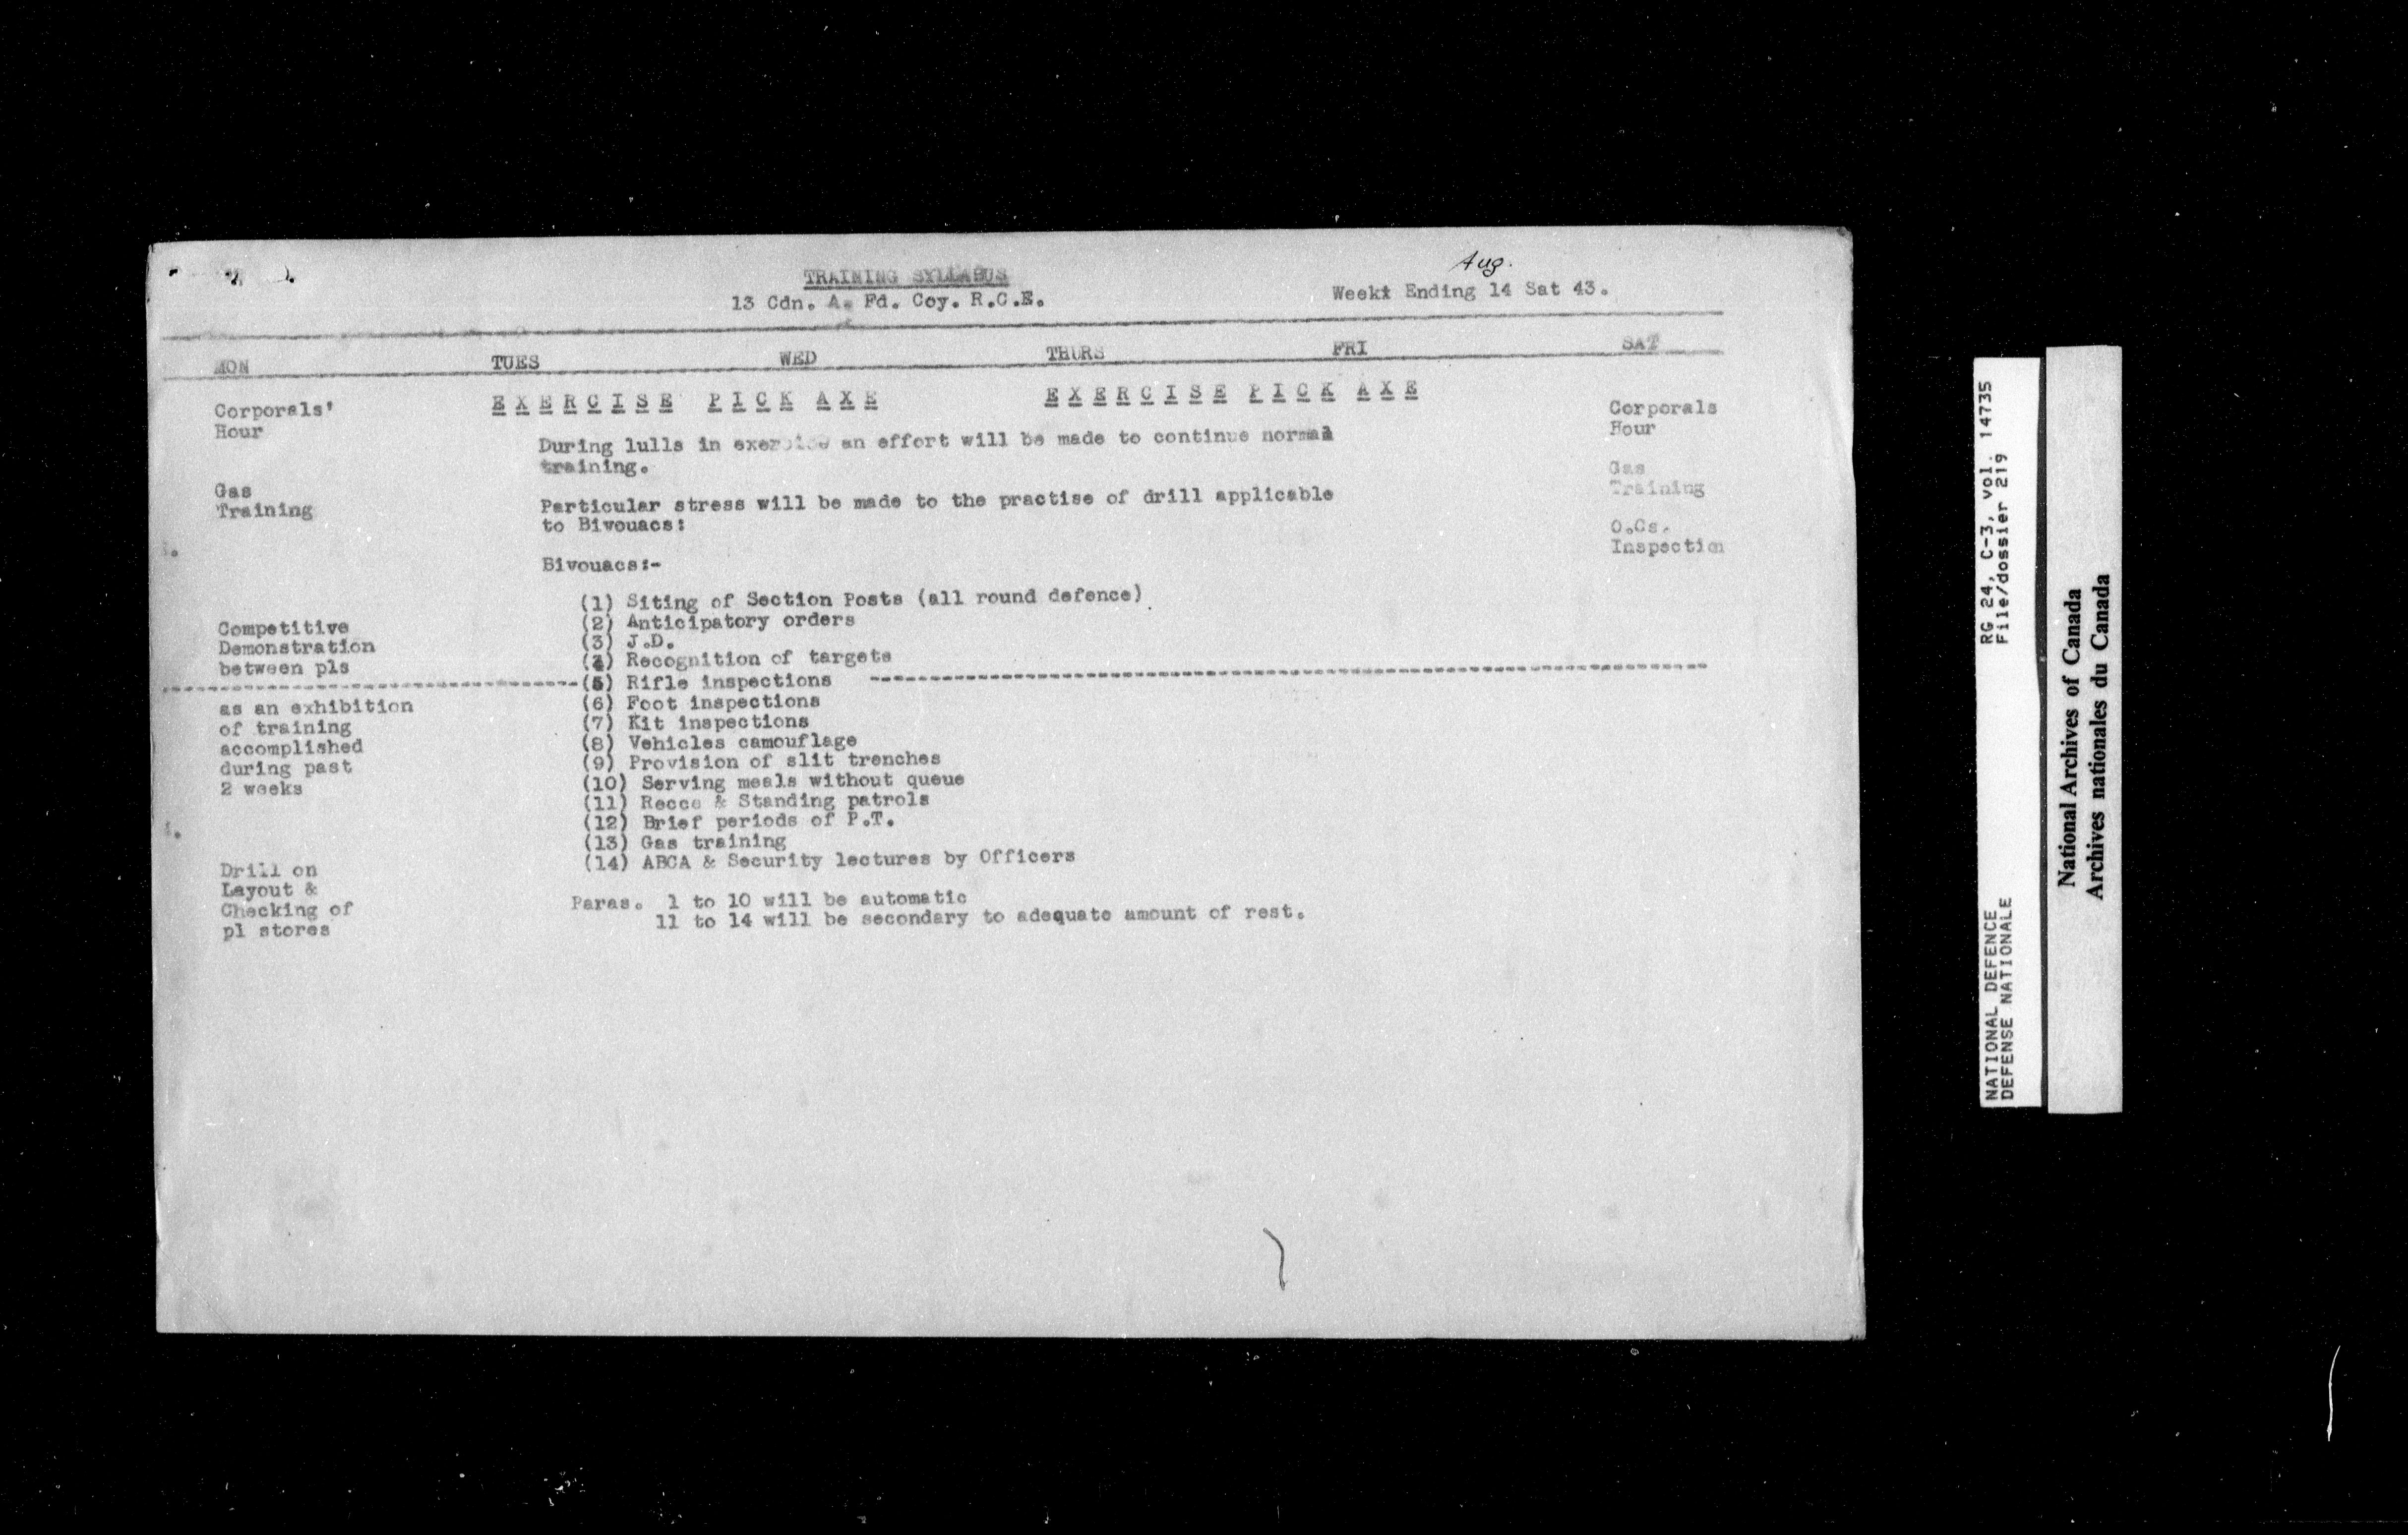 TRAINING SYLLABUS
13 Cdn. A. Fd. Coy. R.C.E.
Aug.
Week Ending 14 Sat 43.
MON TUES WED THURS FRI SAT
Corporals'
Hour
Gas
Training
Competitive
Demonstration
between pls
as an exhibition
of training
accomplished
during past
2 weeks
Drill on
Layout &
Checking of
pl stores
EXERCISE PICK AXE EXERCISE PICK AXE
During lulls in exercise an effort will be made to continue normal
training.
Particular stress will be made to the practise of drill applicable
to Bivouacs:
Bivouacs:-
(1) Siting of Section Posts (all round defence)
(2) Anticipatory orders
(3) J.D.
(4) Recognition of targets
(5) Rifle inspections
(6) Foot inspections
(7) Kit inspections
(8) Vehicles camouflage
(9) Provision of slit trenches
(10) Serving meals without queue
(11) Recce & Standing patrols
(12) Brief periods of P.T.
(13) Gas training
(14) ABCA & Security lectures by Officers
Paras. 1 to 10 will be automatic
11 to 14 will be secondary to adequate amount of rest.
Corporals
Hour
Gas
Training
O.Cs.
Inspection
NATIONAL DEFENCE RG 24, C-3, vol. 14735
DEFENSE NATIONALE File/dossier 219
National Archives of Canada
Archives nationales du Canada